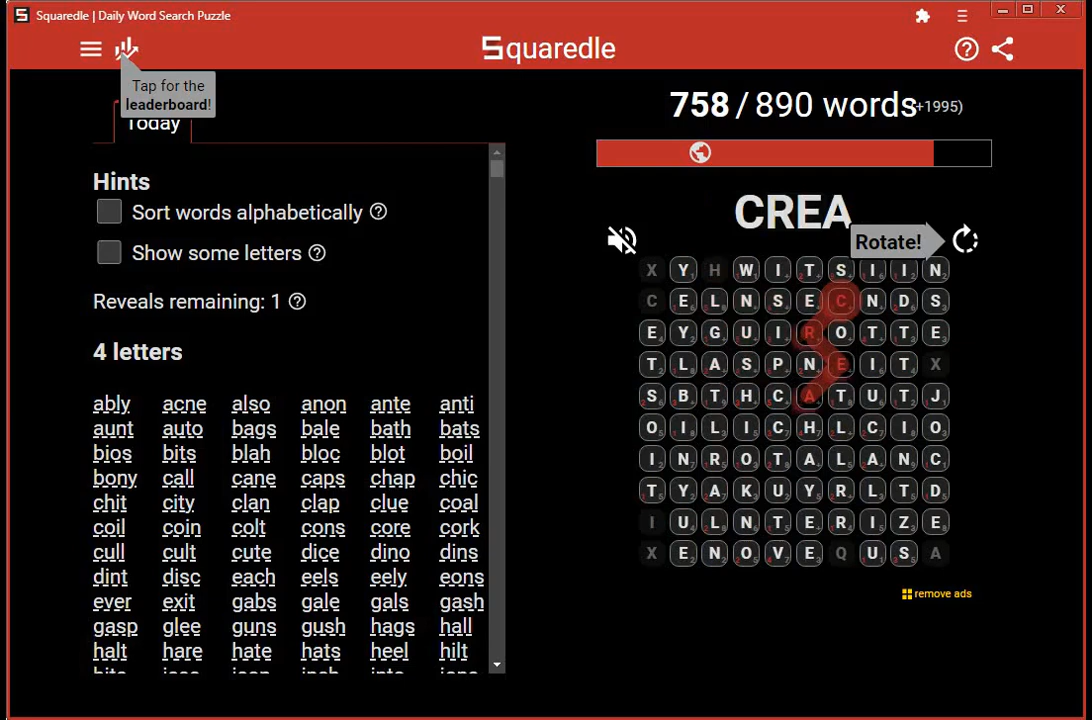 Squaredle | Daily Word Search Puzzle
Squaredle
Tap for the
leaderboard!
Today
758 / 890 words +1995)
Hints
Sort words alphabetically
Show some letters
Reveals remaining: 1
CREA
Rotate!
4 letters
ably acne also anon ante anti
aunt auto bags bale bath bats
bios bits blah bloc blot boil
bony call cane caps chap chic
chit city clan clap clue coal
coil coin colt cons core cork
cull cult cute dice dino dins
dint disc each eels eely eons
ever exit gabs gale gals gash
gasp glee guns gush hags hall
halt hare hate hats heel hilt
X Y H W I T S I I N
C E L N S E C N D S
E Y G U I R O T T E
T L A S P N E I T X
S B T H C A T U T J
O I L I C H L C I O
I N R O T A L A N C
T Y A K U Y R L T D
I U L N T E R I Z E
X E N O V E Q U S A
remove ads